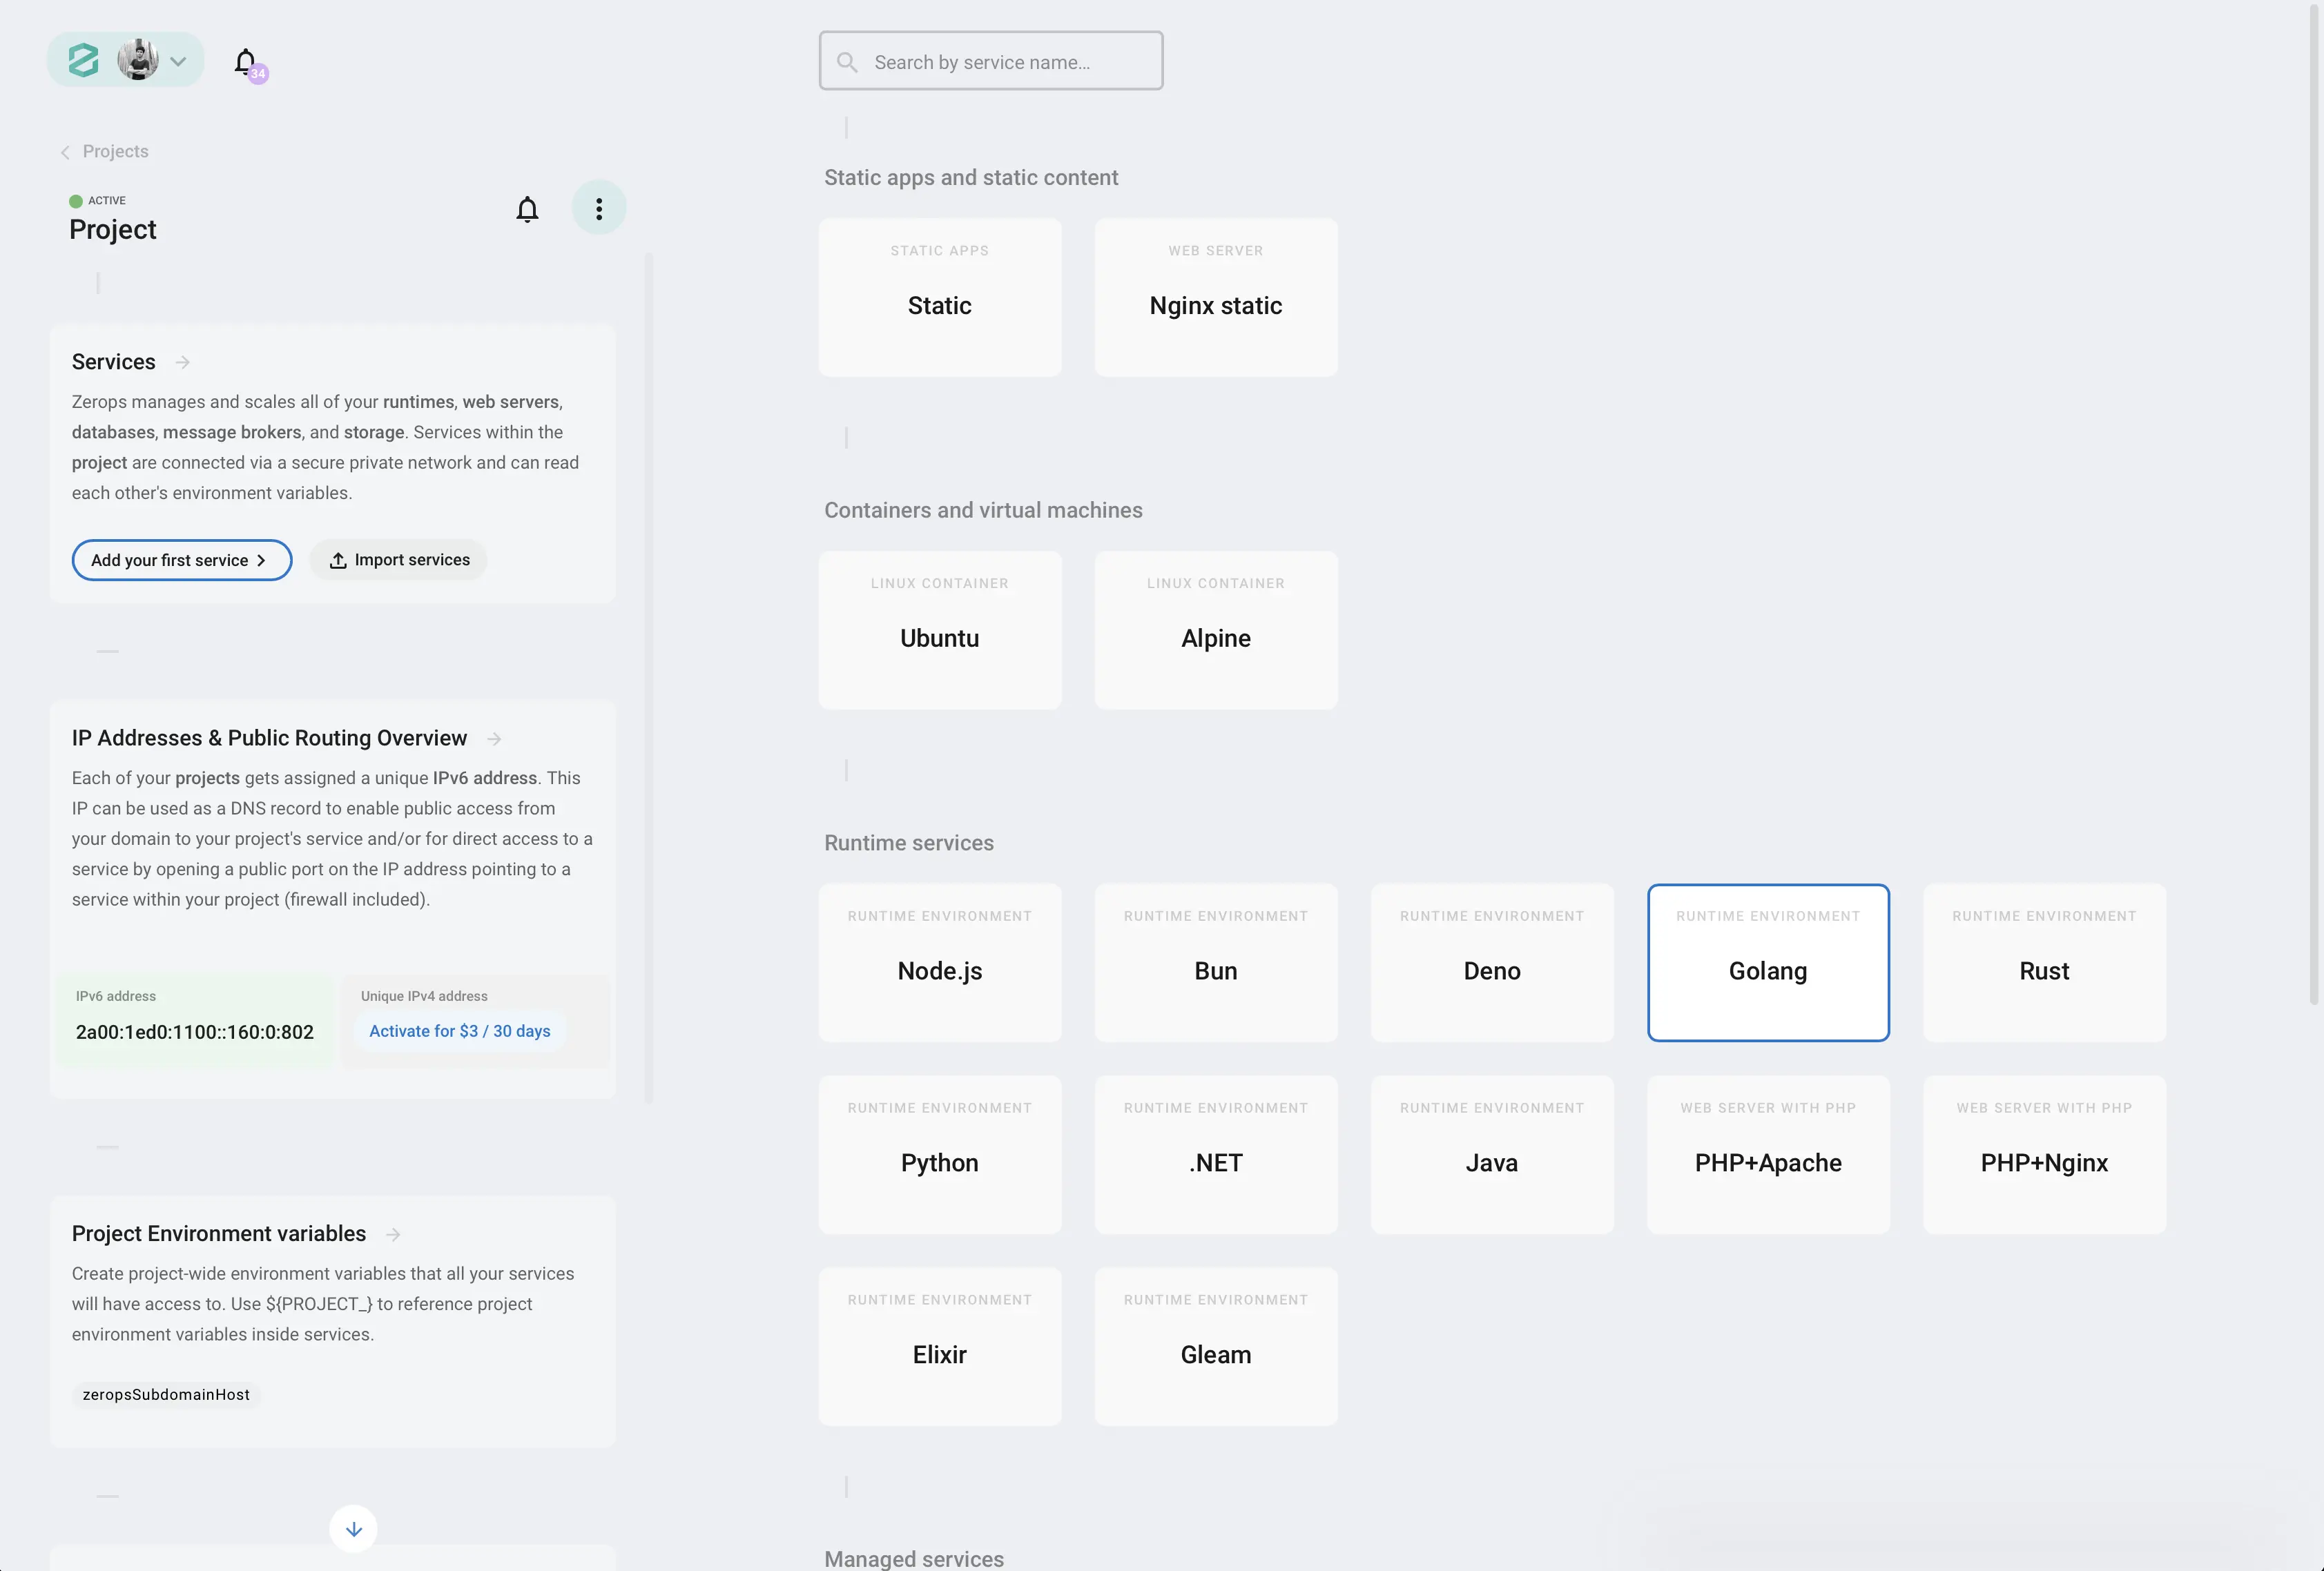 34
Search by service name...
Projects
ACTIVE
Project
Services
Zerops manages and scales all of your runtimes, web servers,
databases, message brokers, and storage. Services within the
project are connected via a secure private network and can read
each other's environment variables.
Add your first service
Import services
IP Addresses & Public Routing Overview
Each of your projects gets assigned a unique IPv6 address. This
IP can be used as a DNS record to enable public access from
your domain to your project's service and/or for direct access to a
service by opening a public port on the IP address pointing to a
service within your project (firewall included).
IPv6 address
2a00:1ed0:1100::160:0:802
Unique IPv4 address
Activate for $3 / 30 days
Project Environment variables
Create project-wide environment variables that all your services
will have access to. Use ${PROJECT_} to reference project
environment variables inside services.
zeropsSubdomainHost
Static apps and static content
STATIC APPS
Static
WEB SERVER
Nginx static
Containers and virtual machines
LINUX CONTAINER
Ubuntu
LINUX CONTAINER
Alpine
Runtime services
RUNTIME ENVIRONMENT
Node.js
RUNTIME ENVIRONMENT
Bun
RUNTIME ENVIRONMENT
Deno
RUNTIME ENVIRONMENT
Golang
RUNTIME ENVIRONMENT
Rust
RUNTIME ENVIRONMENT
Python
RUNTIME ENVIRONMENT
.NET
RUNTIME ENVIRONMENT
Java
WEB SERVER WITH PHP
PHP+Apache
WEB SERVER WITH PHP
PHP+Nginx
RUNTIME ENVIRONMENT
Elixir
RUNTIME ENVIRONMENT
Gleam
Managed services